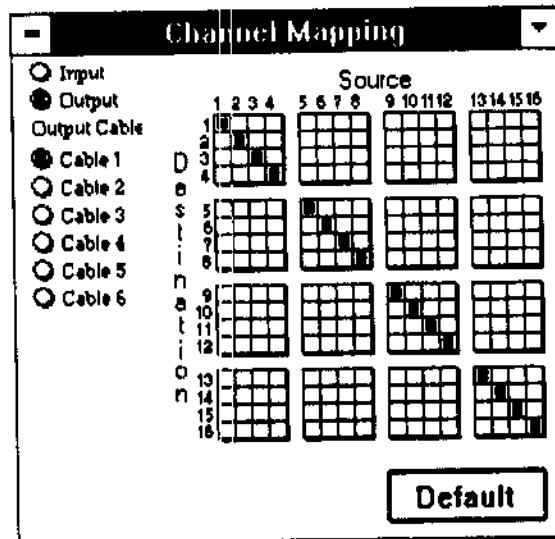 Channel Mapping
Input
Output
Output Cable
Cable 1
Cable 2
Cable 3
Cable 4
Cable 5
Cable 6
Source
1 2 3 4 5 6 7 8 9 10 11 12 13 14 15 16
Destination
1
2
3
4
5
6
7
8
9
10
11
12
13
14
15
16
Default